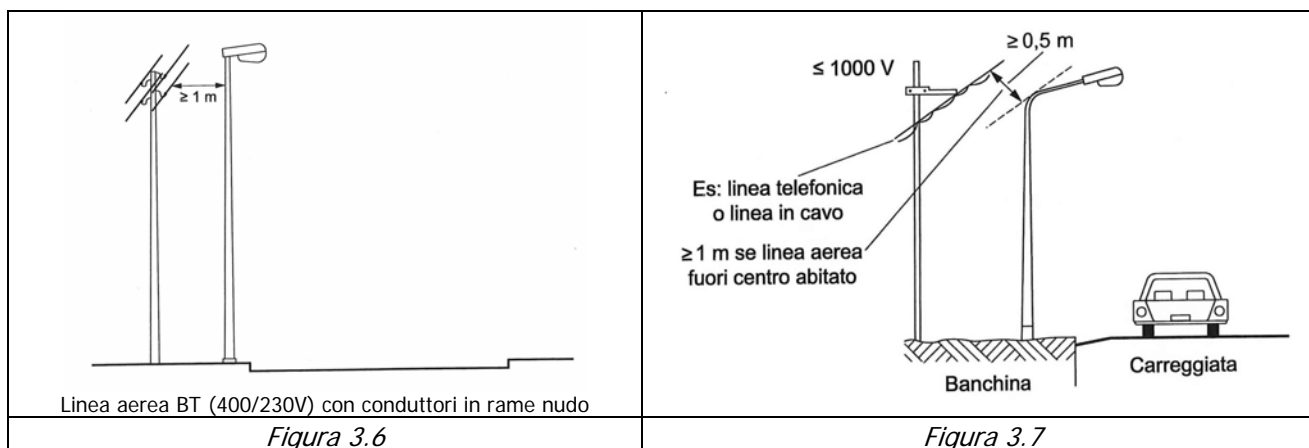 ≥ 1 m
Linea aerea BT (400/230V) con conduttori in rame nudo
Figura 3.6
≥ 0,5 m
≤ 1000 V
Es: linea telefonica
o linea in cavo
≥ 1 m se linea aerea
fuori centro abitato
Banchina
Carreggiata
Figura 3.7